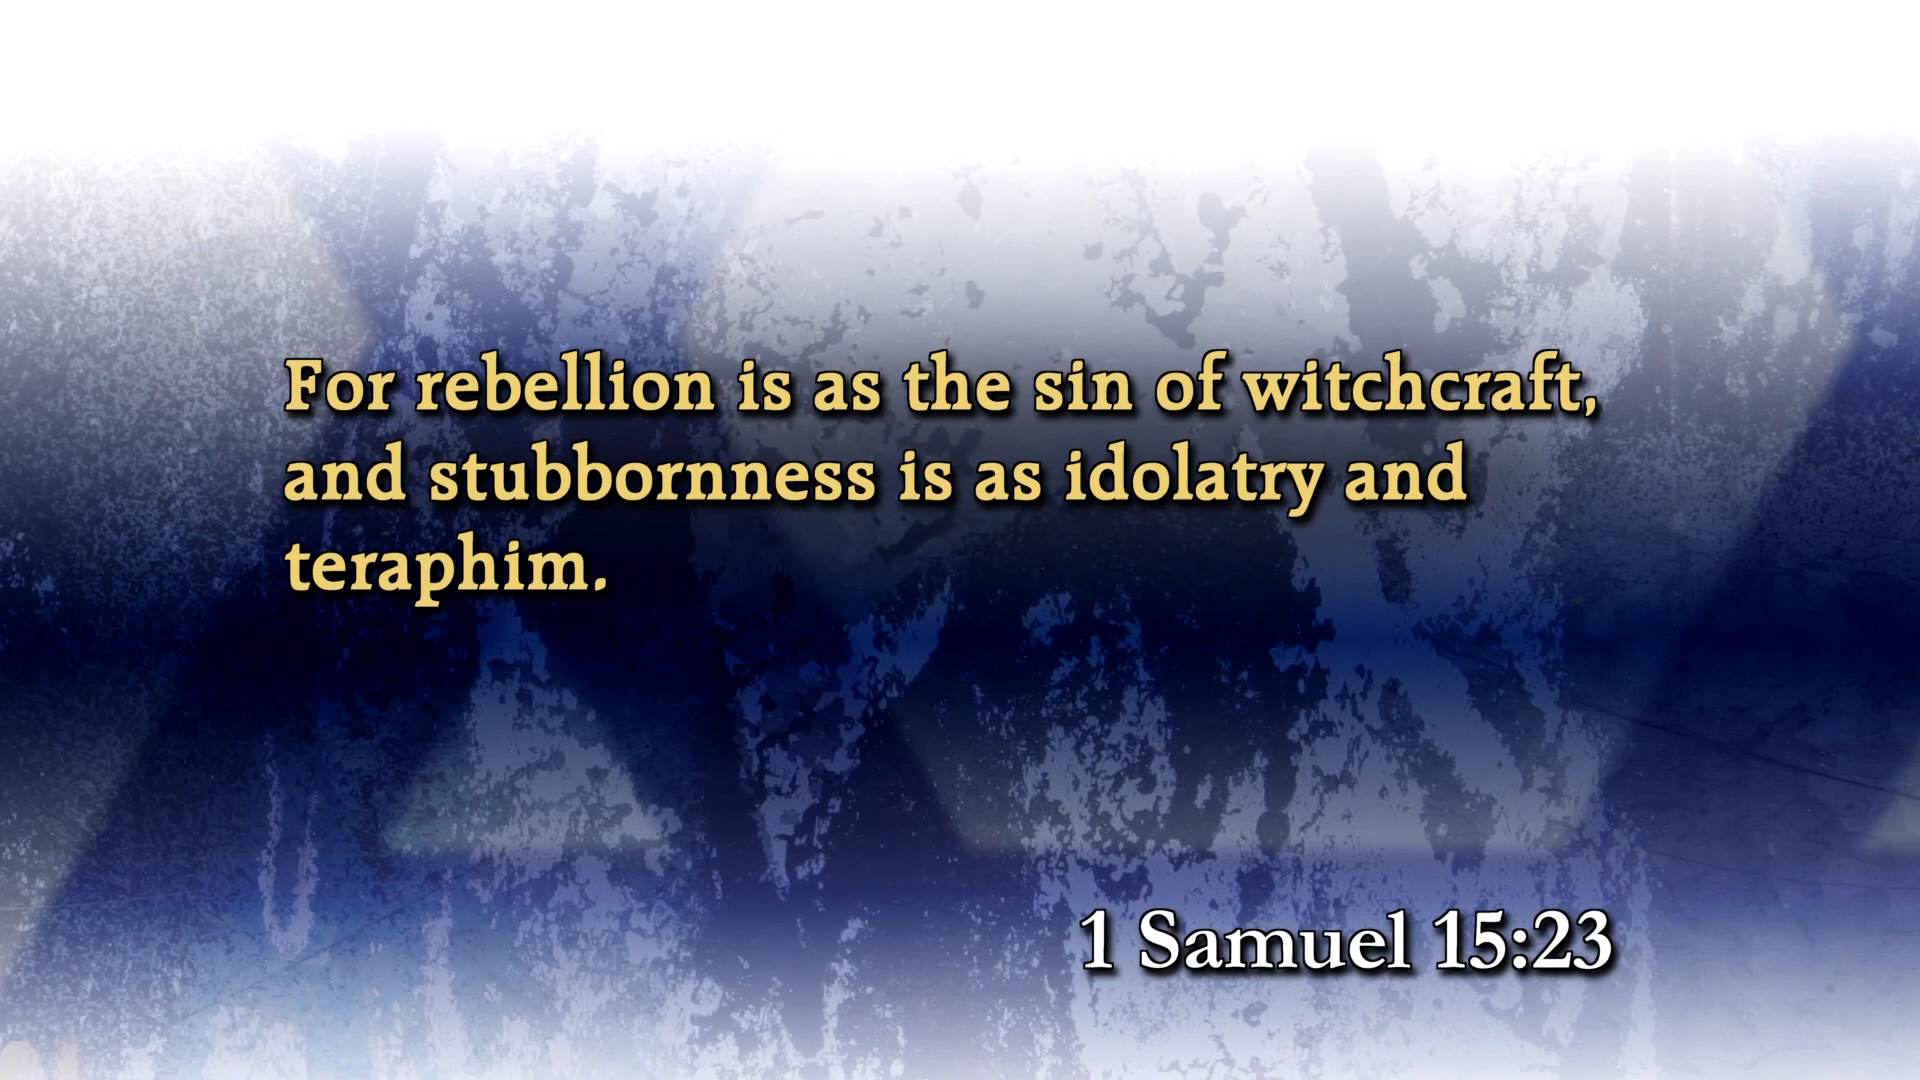 For rebellion is as the sin of witchcraft,
and stubbornness is as idolatry and
teraphim.
1 Samuel 15:23